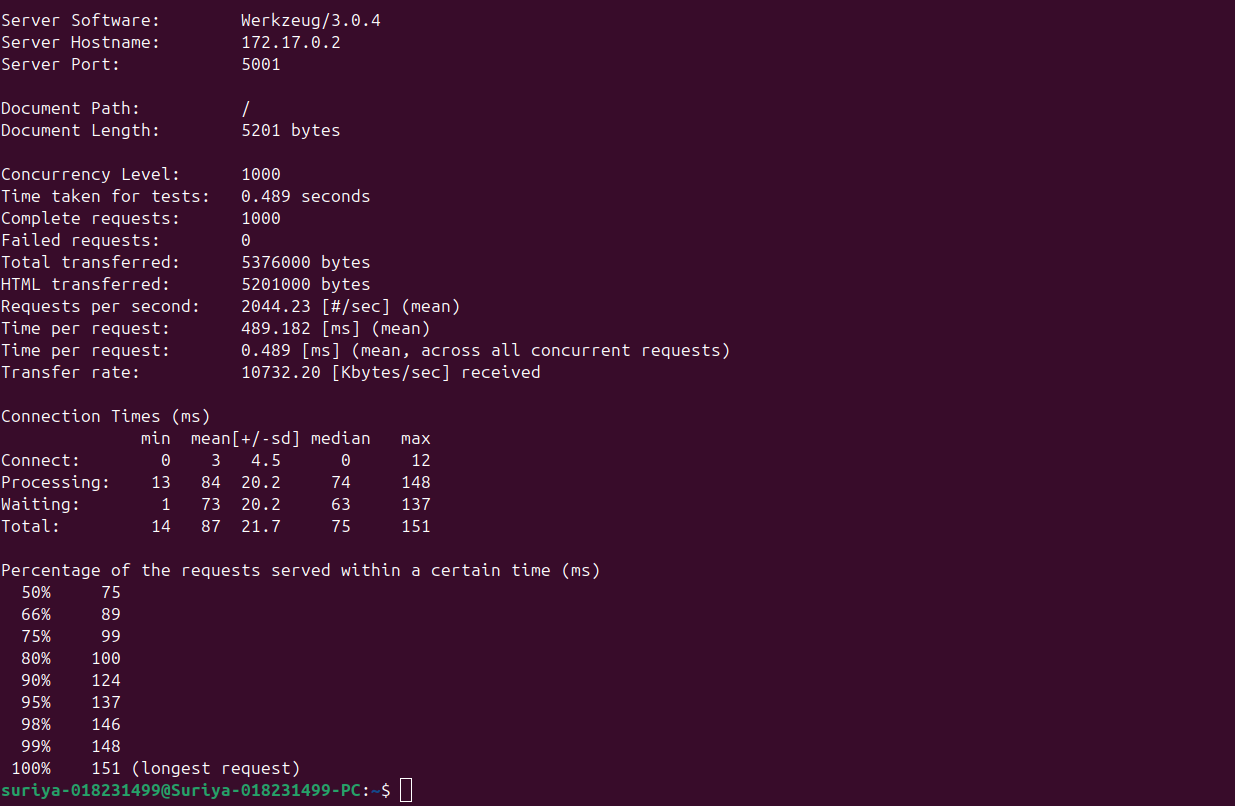 Server Software:        Werkzeug/3.0.4
Server Hostname:        172.17.0.2
Server Port:            5001

Document Path:          /
Document Length:        5201 bytes

Concurrency Level:      1000
Time taken for tests:   0.489 seconds
Complete requests:      1000
Failed requests:        0
Total transferred:      5376000 bytes
HTML transferred:       5201000 bytes
Requests per second:    2044.23 [#/sec] (mean)
Time per request:       489.182 [ms] (mean)
Time per request:       0.489 [ms] (mean, across all concurrent requests)
Transfer rate:          10732.20 [Kbytes/sec] received

Connection Times (ms)
              min  mean[+/-sd] median   max
Connect:        0    3   4.5      0      12
Processing:    13   84  20.2     74     148
Waiting:        1   73  20.2     63     137
Total:         14   87  21.7     75     151

Percentage of the requests served within a certain time (ms)
  50%     75
  66%     89
  75%     99
  80%    100
  90%    124
  95%    137
  98%    146
  99%    148
 100%    151 (longest request)
suriya-018231499@Suriya-018231499-PC:~$